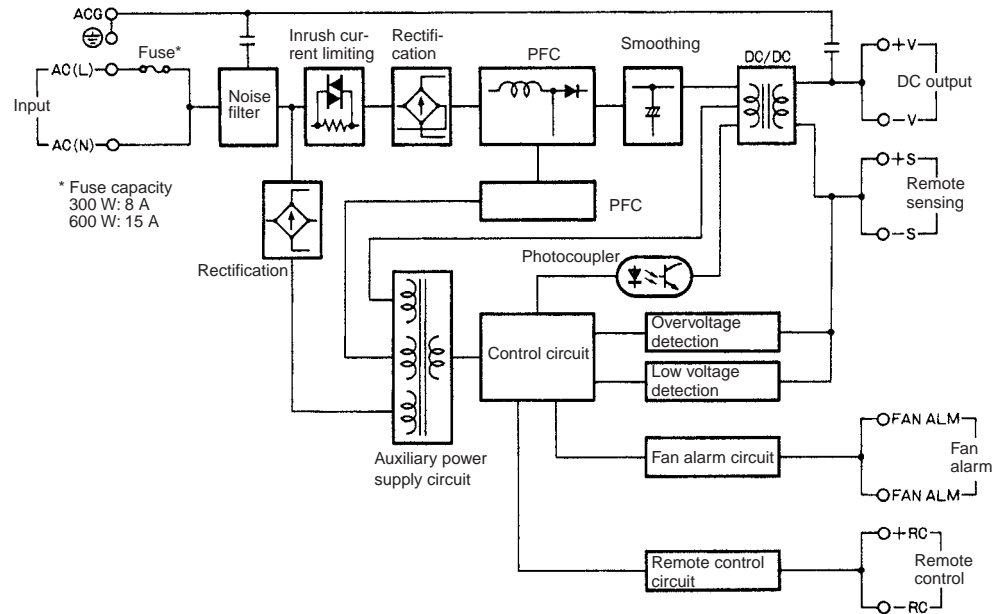 ACG
Fuse*
Inrush cur-
rent limiting
Rectifi-
cation
PFC
Smoothing
DC/DC
+V
DC output
-V
AC(L)
Input
AC(N)
Noise
filter
* Fuse capacity
300 W: 8 A
600 W: 15 A
Rectification
PFC
+S
Remote
sensing
-S
Photocoupler
Control circuit
Overvoltage
detection
Low voltage
detection
Auxiliary power
supply circuit
Fan alarm circuit
FAN ALM
Fan
alarm
FAN ALM
Remote control
circuit
+RC
Remote
control
-RC